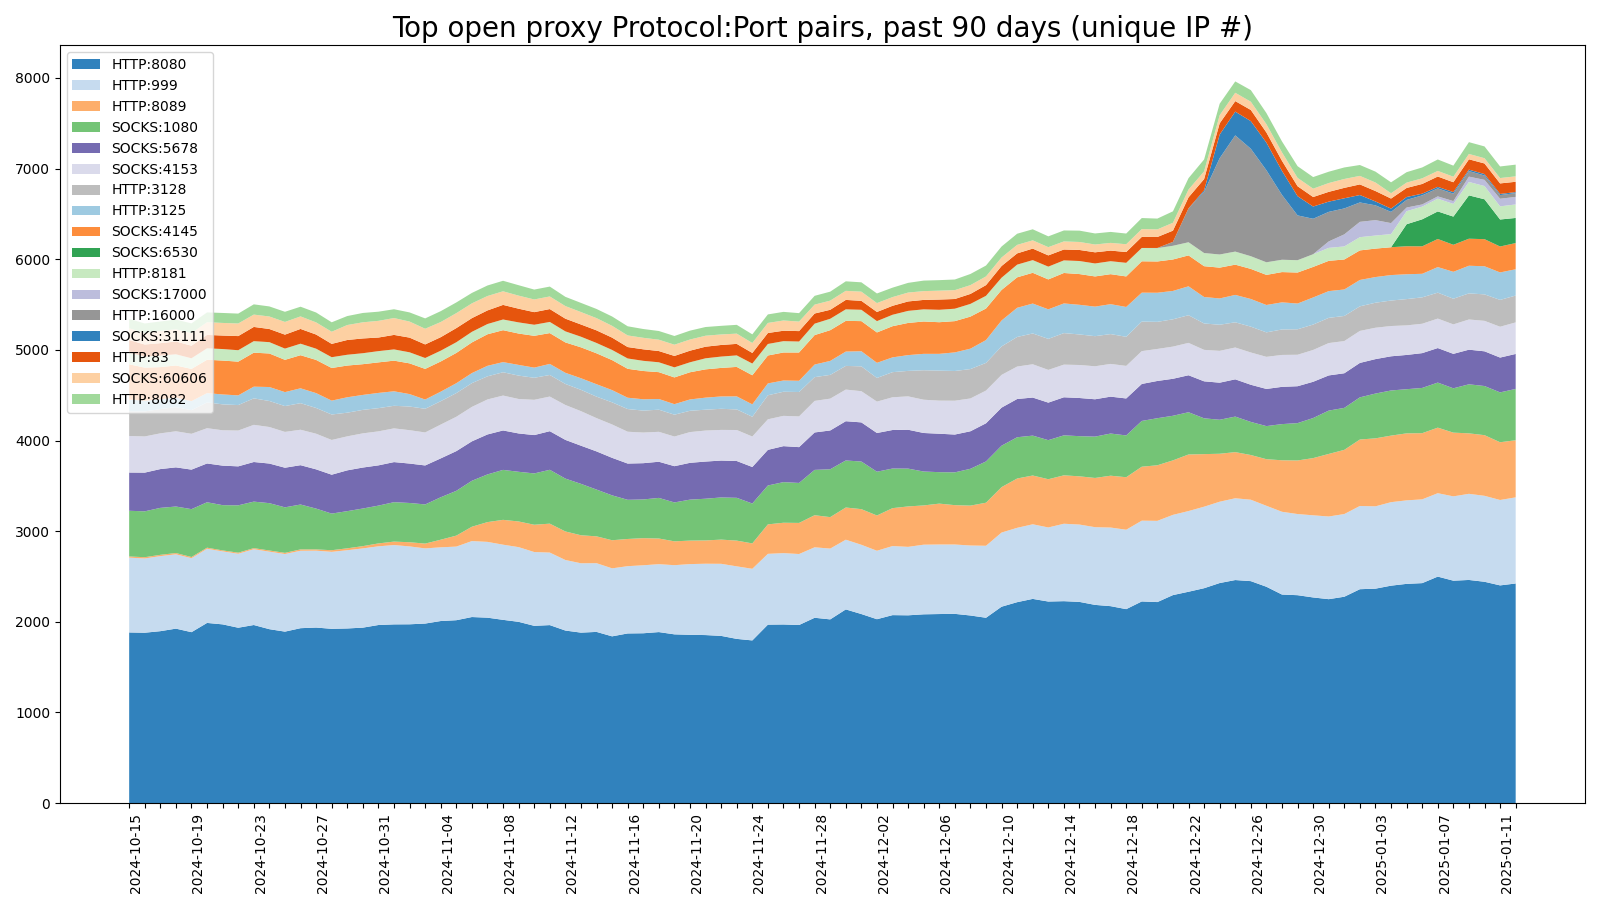 Top open proxy Protocol:Port pairs, past 90 days (unique IP #)
HTTP:8080
HTTP:999
HTTP:8089
SOCKS:1080
SOCKS:5678
SOCKS:4153
HTTP:3128
HTTP:3125
SOCKS:4145
SOCKS:6530
HTTP:8181
SOCKS:17000
HTTP:16000
SOCKS:31111
HTTP:83
SOCKS:60606
HTTP:8082
8000
7000
6000
5000
4000
3000
2000
1000
0
2024-10-15
2024-10-19
2024-10-23
2024-10-27
2024-10-31
2024-11-04
2024-11-08
2024-11-12
2024-11-16
2024-11-20
2024-11-24
2024-11-28
2024-12-02
2024-12-06
2024-12-10
2024-12-14
2024-12-18
2024-12-22
2024-12-26
2024-12-30
2025-01-03
2025-01-07
2025-01-11